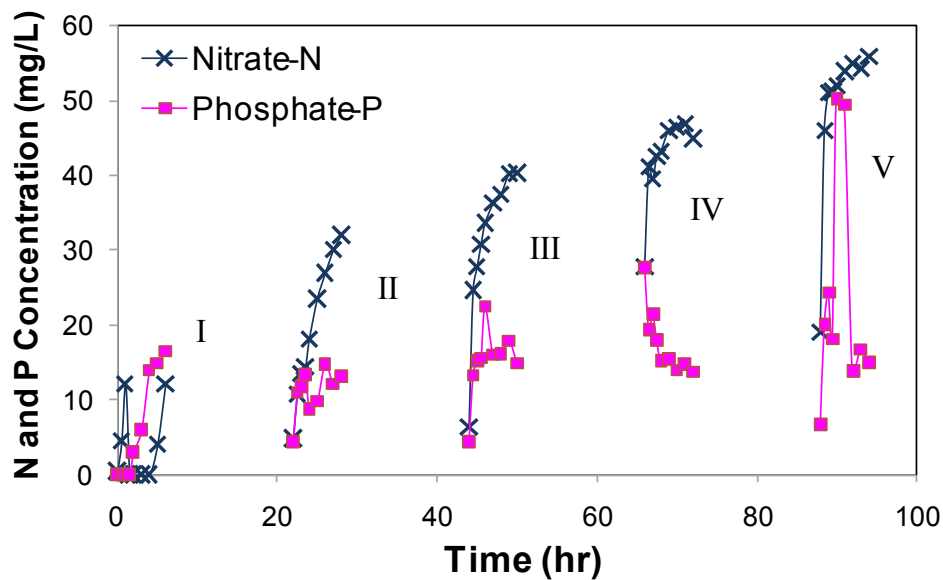 N and P Concentration (mg/L)
60
50
40
30
20
10
0
Nitrate-N
Phosphate-P
I
II
III
IV
V
0 20 40 60 80 100
Time (hr)